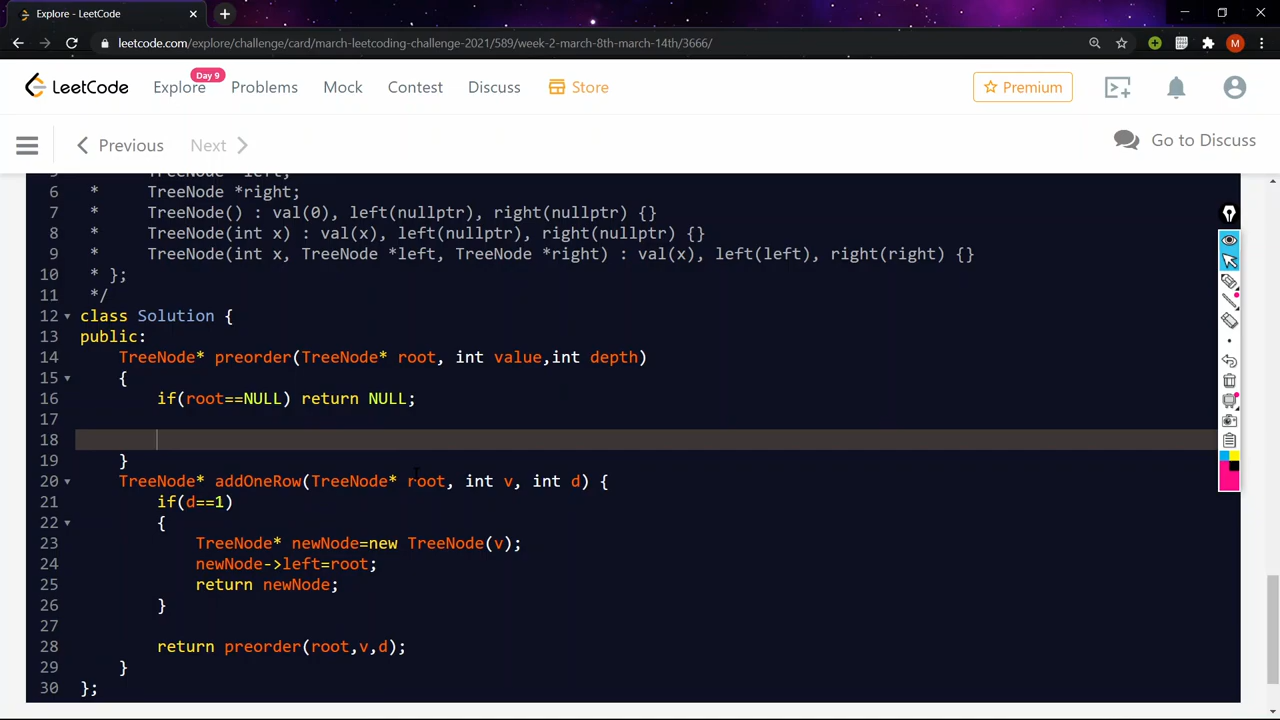 Explore - LeetCode
leetcode.com/explore/challenge/card/march-leetcoding-challenge-2021/589/week-2-march-8th-march-14th/3666/
M
LeetCode
Explore
Day 9
Problems
Mock
Contest
Discuss
Store
Premium
Previous
Next
Go to Discuss
6 *     TreeNode *right;
7 *     TreeNode() : val(0), left(nullptr), right(nullptr) {}
8 *     TreeNode(int x) : val(x), left(nullptr), right(nullptr) {}
9 *     TreeNode(int x, TreeNode *left, TreeNode *right) : val(x), left(left), right(right) {}
10 * };
11 */
12 class Solution {
13 public:
14     TreeNode* preorder(TreeNode* root, int value,int depth)
15     {
16         if(root==NULL) return NULL;
17
18
19     }
20     TreeNode* addOneRow(TreeNode* root, int v, int d) {
21         if(d==1)
22         {
23             TreeNode* newNode=new TreeNode(v);
24             newNode->left=root;
25             return newNode;
26         }
27
28         return preorder(root,v,d);
29     }
30 };